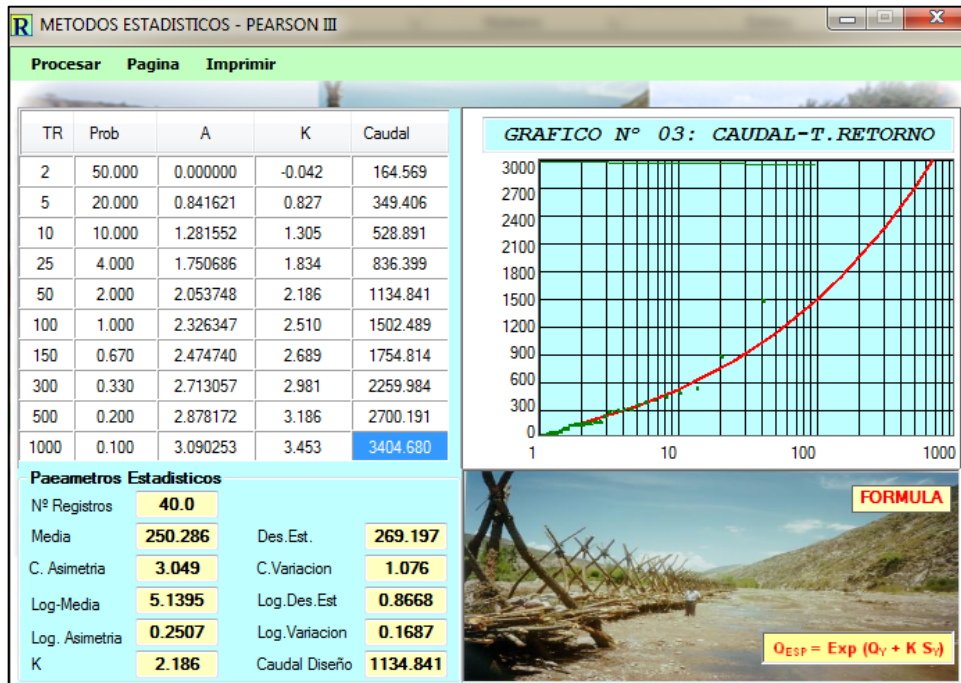 R METODOS ESTADISTICOS - PEARSON III
Procesar Pagina Imprimir
TR Prob A K Caudal
2 50.000 0.000000 -0.042 164.569
5 20.000 0.841621 0.827 349.406
10 10.000 1.281552 1.305 528.891
25 4.000 1.750686 1.834 836.399
50 2.000 2.053748 2.186 1134.841
100 1.000 2.326347 2.510 1502.489
150 0.670 2.474740 2.689 1754.814
300 0.330 2.713057 2.981 2259.984
500 0.200 2.878172 3.186 2700.191
1000 0.100 3.090253 3.453 3404.680
GRAFICO Nº 03: CAUDAL-T.RETORNO
3000
2700
2400
2100
1800
1500
1200
900
600
300
0
1 10 100 1000
Paeametros Estadisticos
Nº Registros 40.0
Media 250.286 Des.Est. 269.197
C. Asimetria 3.049 C.Variacion 1.076
Log-Media 5.1395 Log.Des.Est 0.8668
Log. Asimetria 0.2507 Log.Variacion 0.1687
K 2.186 Caudal Diseño 1134.841
FORMULA
QESP = Exp (QY + K SY)